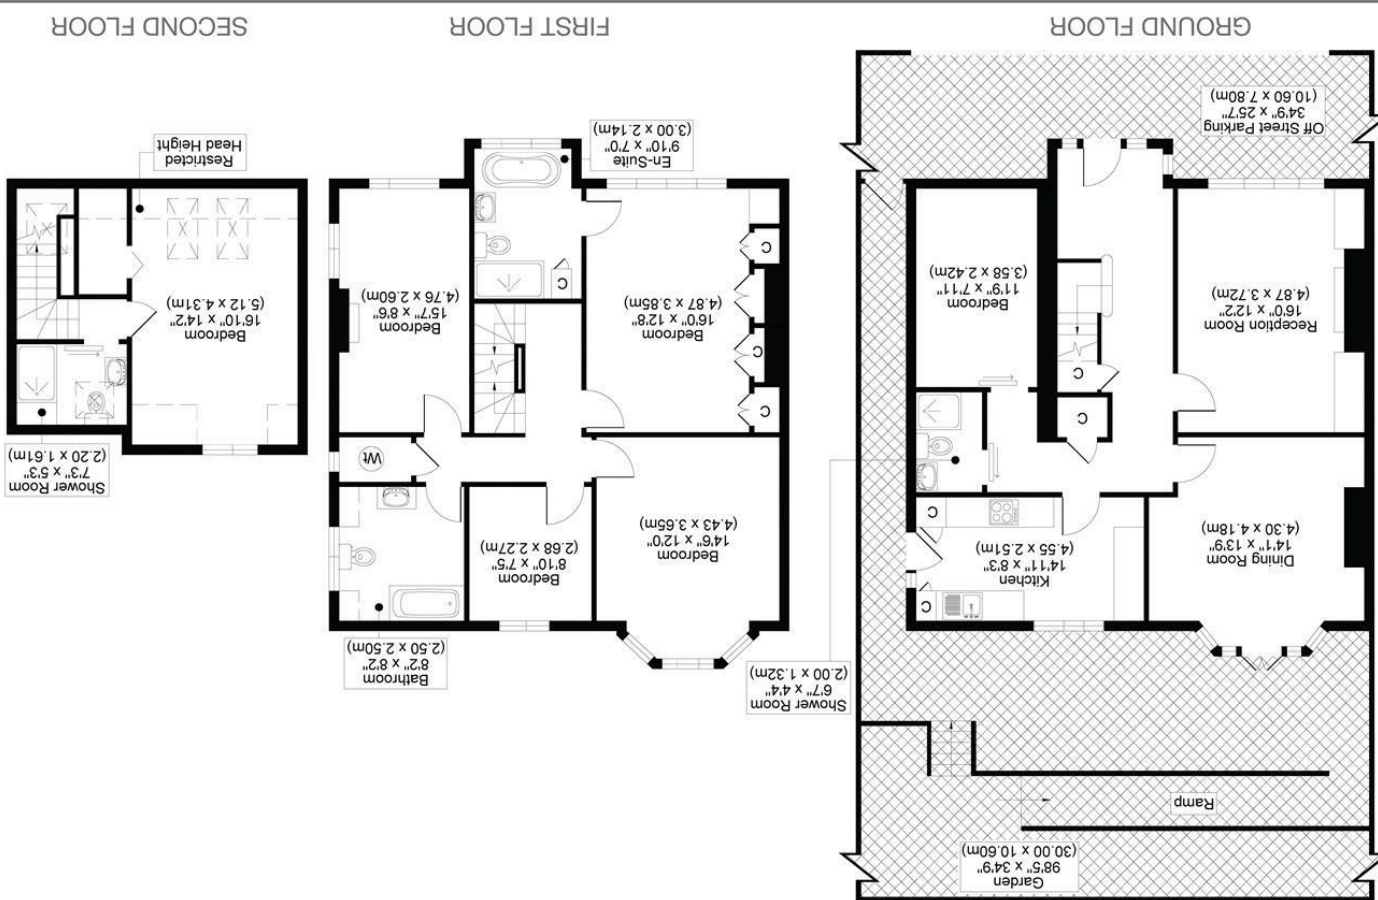 GROUND FLOOR
Off Street Parking
34'9" x 25'7"
(10.60 x 7.80m)
Reception Room
16'0" x 12'2"
(4.87 x 3.72m)
Bedroom
11'9" x 7'11"
(3.58 x 2.42m)
C
C
Dining Room
14'1" x 13'9"
(4.30 x 4.18m)
C
Kitchen
14'11" x 8'3"
(4.55 x 2.51m)
C
Shower Room
6'7" x 4'4"
(2.00 x 1.32m)
Ramp
Garden
98'5" x 34'9"
(30.00 x 10.60m)
FIRST FLOOR
En-Suite
9'10" x 7'0"
(3.00 x 2.14m)
C
C
Bedroom
16'0" x 12'8"
(4.87 x 3.85m)
Bedroom
15'7" x 8'6"
(4.76 x 2.60m)
C
C
Wt
Bedroom
14'6" x 12'0"
(4.43 x 3.65m)
Bedroom
8'10" x 7'5"
(2.68 x 2.27m)
Bathroom
8'2" x 8'2"
(2.50 x 2.50m)
SECOND FLOOR
Restricted
Head Height
Bedroom
16'10" x 14'2"
(5.12 x 4.31m)
Shower Room
7'3" x 5'3"
(2.20 x 1.61m)